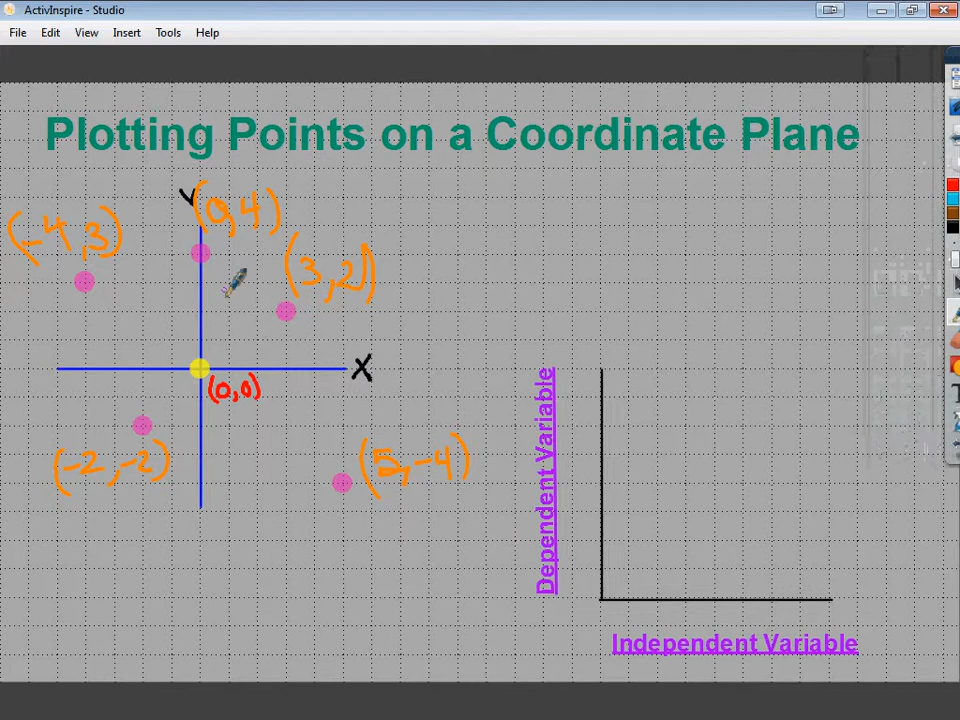 ActivInspire - Studio
File Edit View Insert Tools Help
Plotting Points on a Coordinate Plane
Y
(0,4)
(-4,3)
(3,2)
X
(0,0)
(-2,-2)
(5,-4)
Dependent Variable
Independent Variable